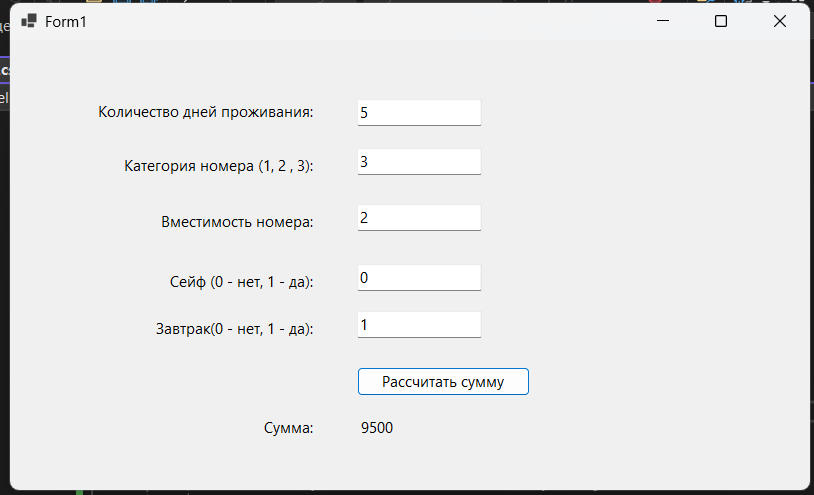 Form1
Количество дней проживания: 5
Категория номера (1, 2 , 3): 3
Вместимость номера: 2
Сейф (0 - нет, 1 - да): 0
Завтрак(0 - нет, 1 - да): 1
Рассчитать сумму
Сумма: 9500